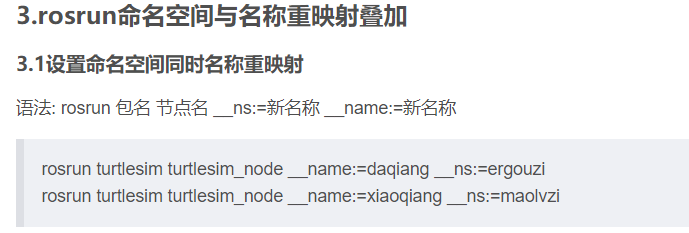 3.rosrun命名空间与名称重映射叠加
3.1设置命名空间同时名称重映射
语法: rosrun 包名 节点名 __ns:=新名称 __name:=新名称
rosrun turtlesim turtlesim_node __name:=daqiang __ns:=ergouzi
rosrun turtlesim turtlesim_node __name:=xiaoqiang __ns:=maolvzi